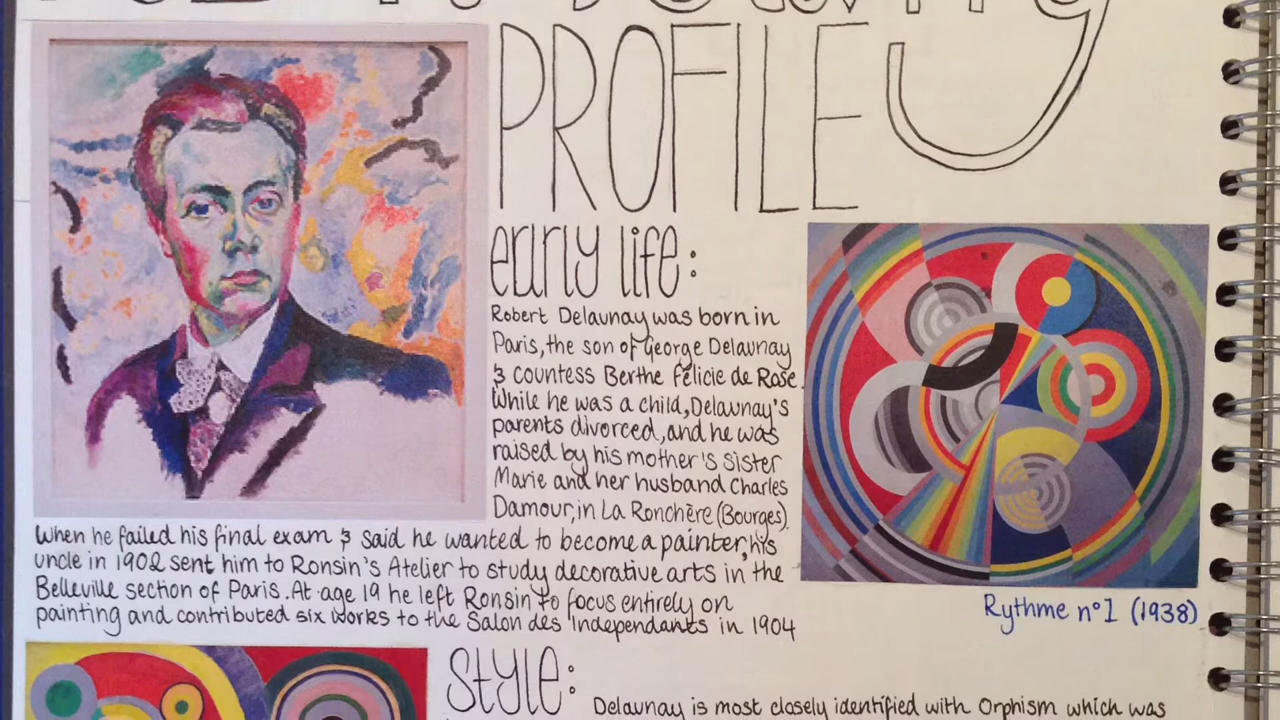 Delaunay
PROFILE
early life:
Robert Delaunay was born in
Paris, the son of George Delaunay
& countess Berthe Félicie de Rose.
While he was a child, Delaunay's
parents divorced, and he was
raised by his mother's sister
Marie and her husband Charles
Damour, in La Ronchère (Bourges).
When he failed his final exam & said he wanted to become a painter, his
uncle in 1902 sent him to Ronsin's Atelier to study decorative arts in the
Belleville section of Paris. At age 19 he left Ronsin to focus entirely on
painting and contributed six works to the Salon des Independants in 1904
Rythme n°1 (1938)
Style:
Delaunay is most closely identified with Orphism which was